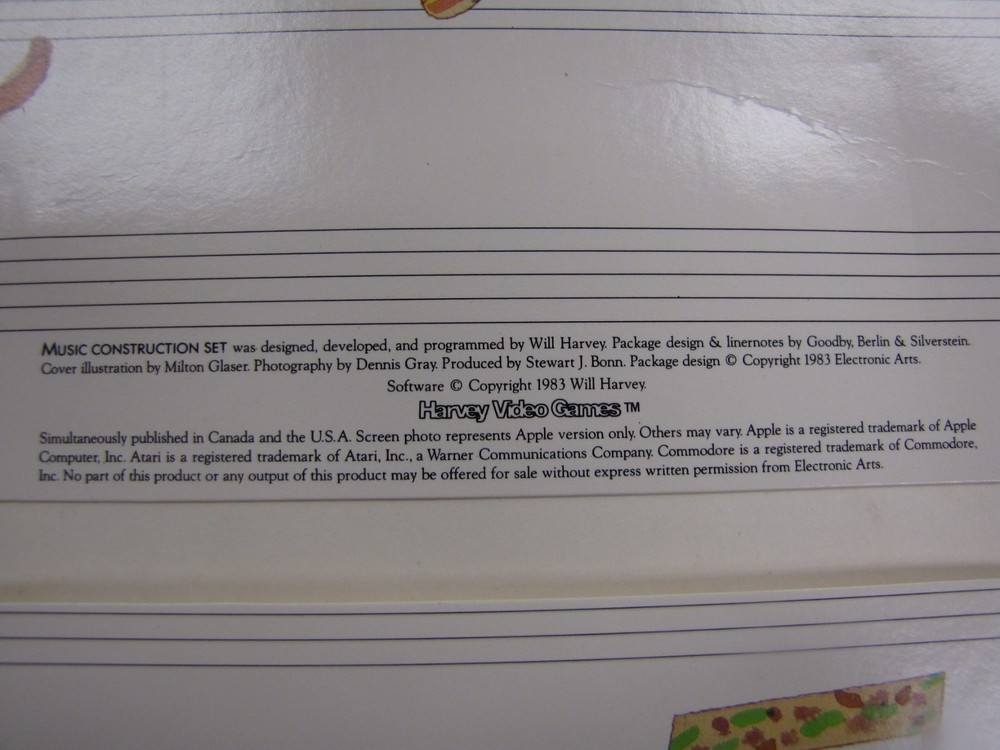 MUSIC CONSTRUCTION SET was designed, developed, and programmed by Will Harvey. Package design & linernotes by Goodby, Berlin & Silverstein.
Cover illustration by Milton Glaser. Photography by Dennis Gray. Produced by Stewart J. Bonn. Package design © Copyright 1983 Electronic Arts.
Software © Copyright 1983 Will Harvey.
Harvey Video Games™
Simultaneously published in Canada and the U.S.A. Screen photo represents Apple version only. Others may vary. Apple is a registered trademark of Apple
Computer, Inc. Atari is a registered trademark of Atari, Inc., a Warner Communications Company. Commodore is a registered trademark of Commodore,
Inc. No part of this product or any output of this product may be offered for sale without express written permission from Electronic Arts.